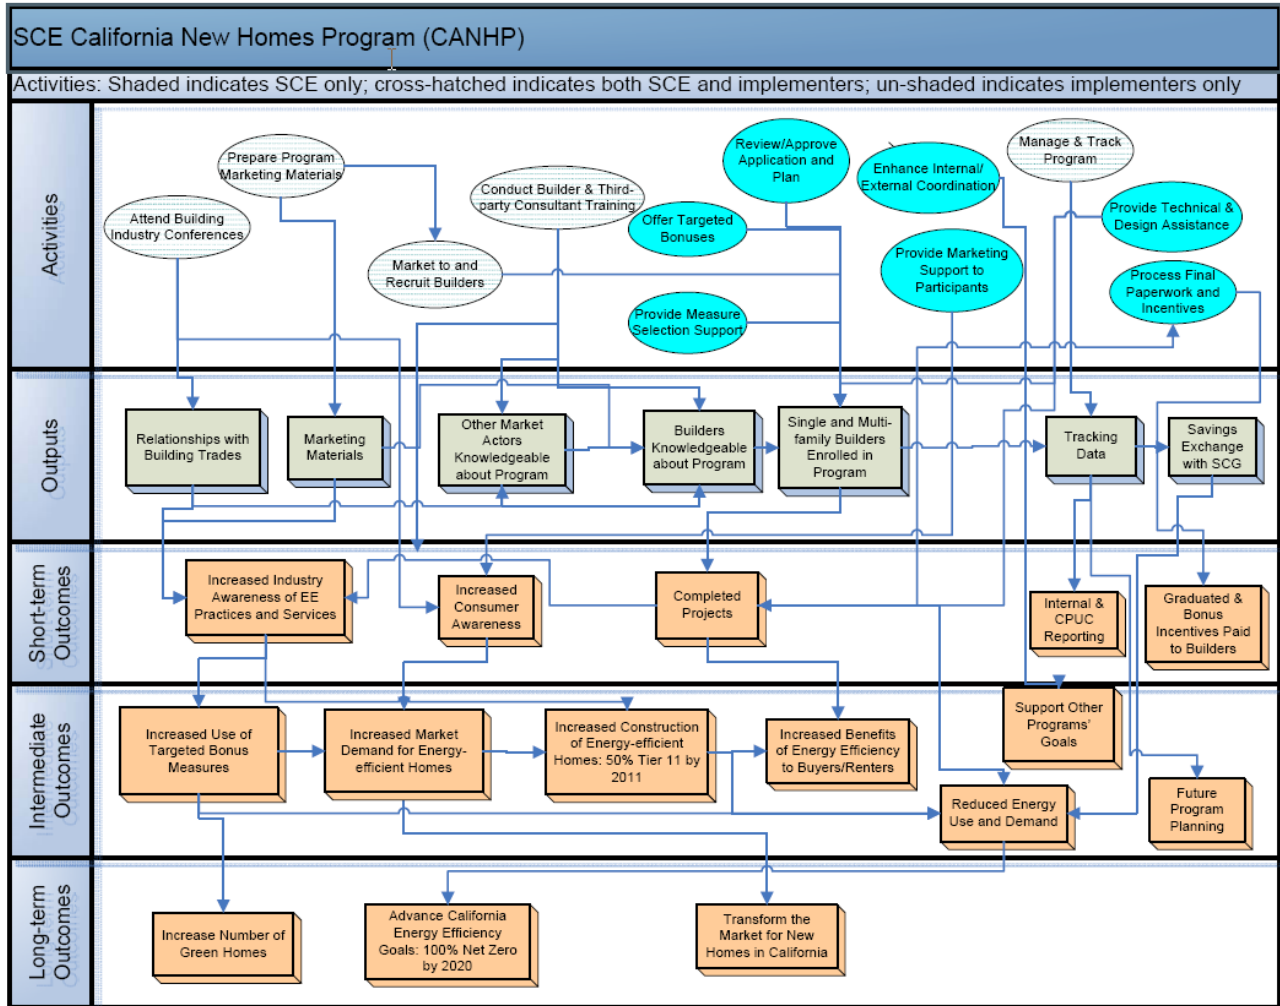 SCE California New Homes Program (CANHP)
Activities: Shaded indicates SCE only; cross-hatched indicates both SCE and implementers; un-shaded indicates implementers only
Activities
Prepare Program
Marketing Materials
Attend Building
Industry Conferences
Market to and
Recruit Builders
Conduct Builder & Third-
party Consultant Training
Offer Targeted
Bonuses
Provide Measure
Selection Support
Review/Approve
Application and
Plan
Enhance Internal/
External Coordination
Provide Marketing
Support to
Participants
Manage & Track
Program
Provide Technical &
Design Assistance
Process Final
Paperwork and
Incentives
Outputs
Relationships with
Building Trades
Marketing
Materials
Other Market
Actors
Knowledgeable
about Program
Builders
Knowledgeable
about Program
Single and Multi-
family Builders
Enrolled in
Program
Tracking
Data
Savings
Exchange
with SCG
Short-term
Outcomes
Increased Industry
Awareness of EE
Practices and Services
Increased
Consumer
Awareness
Completed
Projects
Internal &
CPUC
Reporting
Graduated &
Bonus
Incentives Paid
to Builders
Intermediate
Outcomes
Increased Use of
Targeted Bonus
Measures
Increased Market
Demand for Energy-
efficient Homes
Increased Construction
of Energy-efficient
Homes: 50% Tier 11 by
2011
Increased Benefits
of Energy Efficiency
to Buyers/Renters
Support Other
Programs'
Goals
Reduced Energy
Use and Demand
Future
Program
Planning
Long-term
Outcomes
Increase Number of
Green Homes
Advance California
Energy Efficiency
Goals: 100% Net Zero
by 2020
Transform the
Market for New
Homes in California